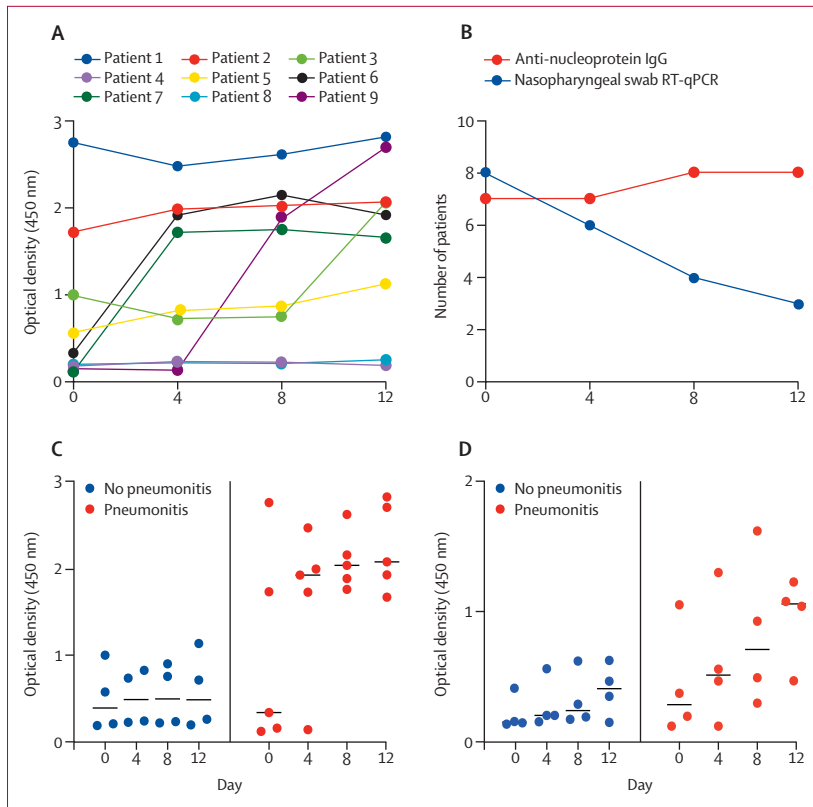 A
Patient 1 Patient 2 Patient 3
Patient 4 Patient 5 Patient 6
Patient 7 Patient 8 Patient 9
3
2
1
0
Optical density (450 nm)
0 4 8 12
B
Anti-nucleoprotein IgG
Nasopharyngeal swab RT-qPCR
10
8
6
4
2
0
Number of patients
0 4 8 12
C
No pneumonitis
Pneumonitis
3
2
1
0
Optical density (450 nm)
0 4 8 12 0 4 8 12
Day
D
No pneumonitis
Pneumonitis
2
1
0
Optical density (450 nm)
0 4 8 12 0 4 8 12
Day